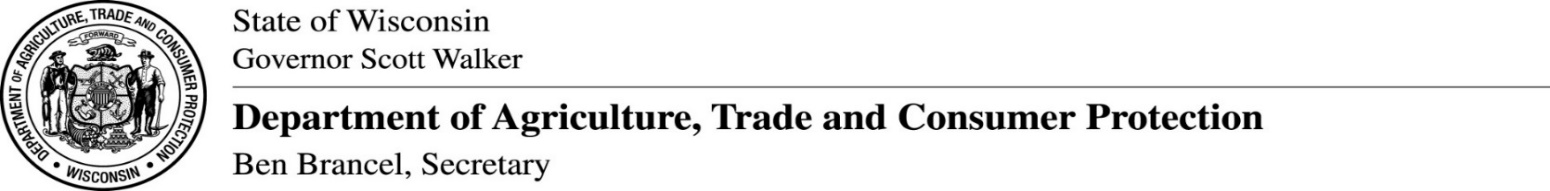 DEPARTMENT OF AGRICULTURE, TRADE AND CONSUMER PROTECTION
• WISCONSIN •
FORWARD
State of Wisconsin
Governor Scott Walker
Department of Agriculture, Trade and Consumer Protection
Ben Brancel, Secretary